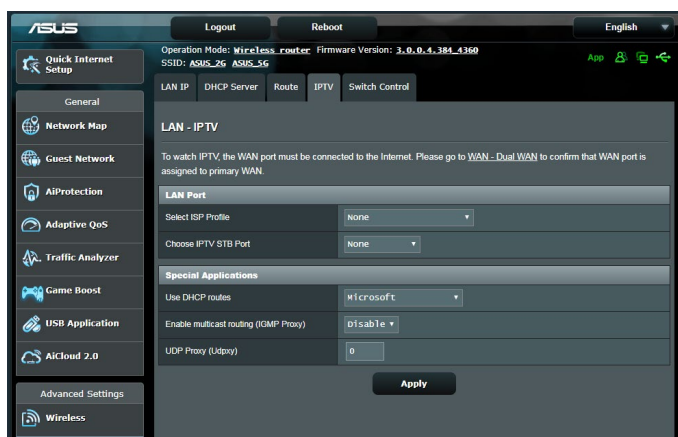 ASUS
Logout
Reboot
English
Quick Internet
Setup
General
Network Map
Guest Network
AiProtection
Adaptive QoS
Traffic Analyzer
Game Boost
USB Application
AiCloud 2.0
Advanced Settings
Wireless
Operation Mode: Wireless router Firmware Version: 3.0.0.4.384_4360
SSID: ASUS_2G ASUS_5G
App
LAN IP DHCP Server Route IPTV Switch Control
LAN - IPTV
To watch IPTV, the WAN port must be connected to the Internet. Please go to WAN - Dual WAN to confirm that WAN port is
assigned to primary WAN.
LAN Port
Select ISP Profile None
Choose IPTV STB Port None
Special Applications
Use DHCP routes Microsoft
Enable multicast routing (IGMP Proxy) Disable
UDP Proxy (Udpxy) 0
Apply